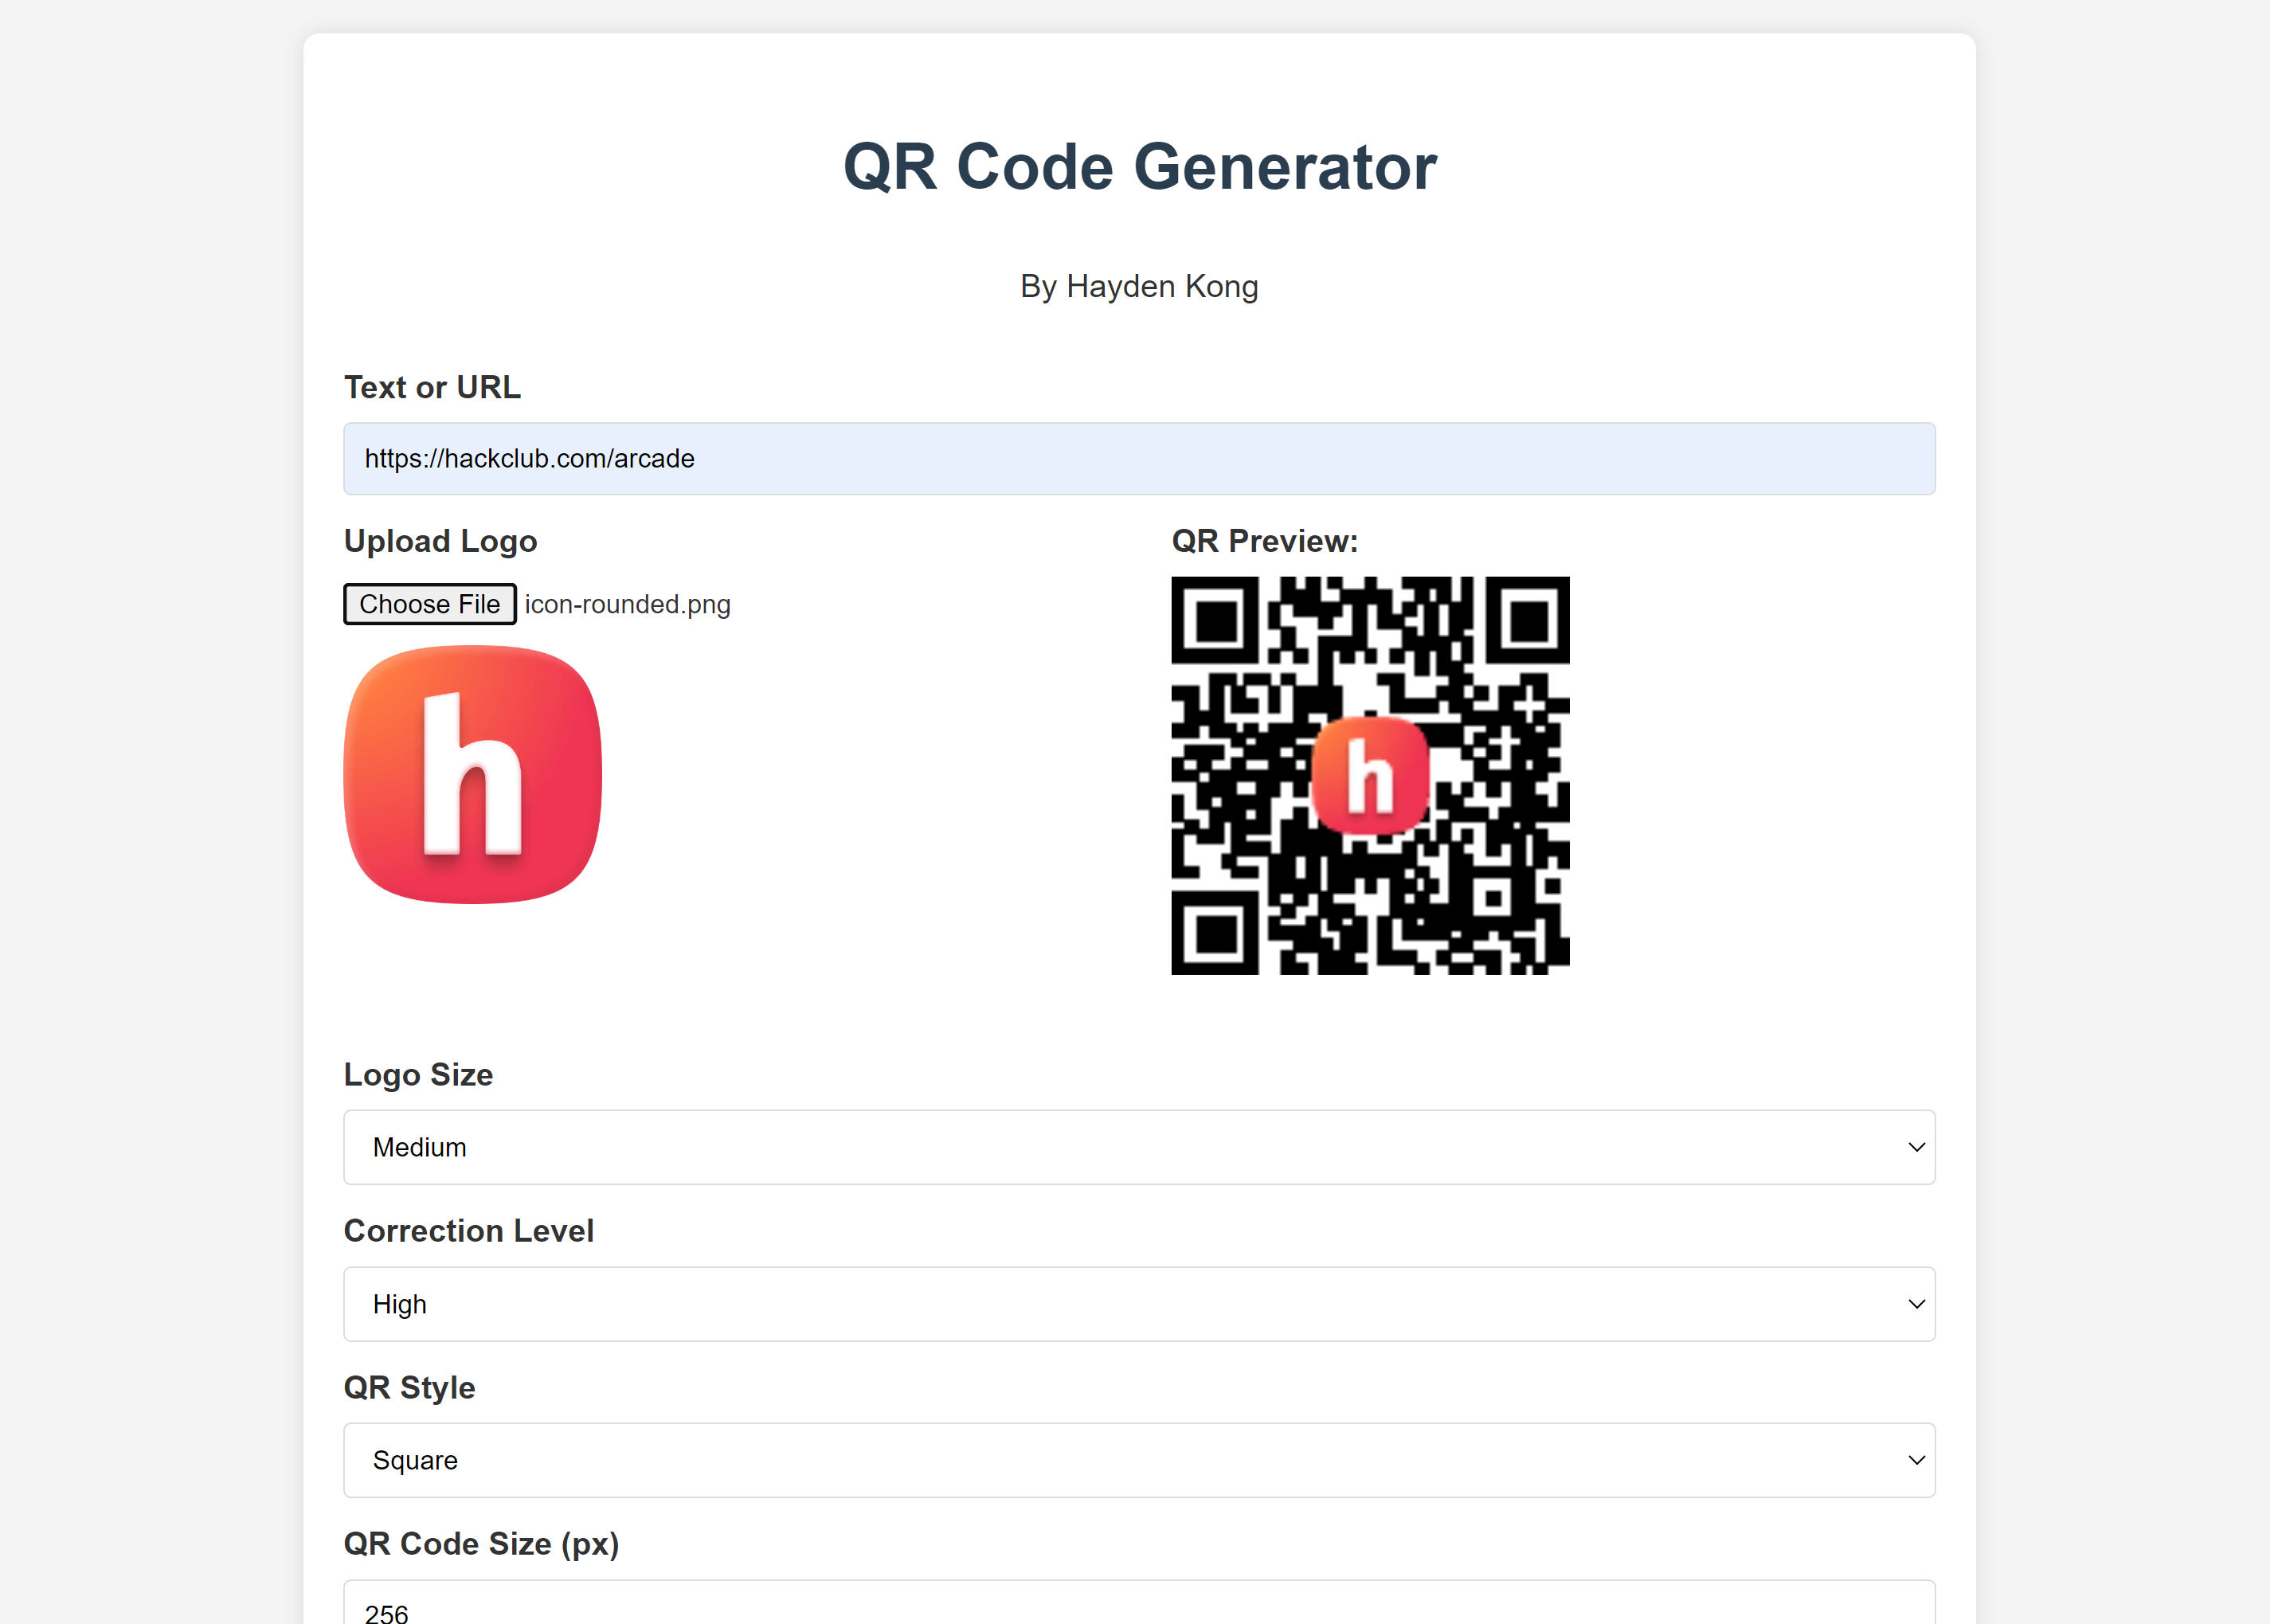 QR Code Generator
By Hayden Kong
Text or URL
https://hackclub.com/arcade
Upload Logo
Choose File icon-rounded.png
h
QR Preview:
h
Logo Size
Medium
Correction Level
High
QR Style
Square
QR Code Size (px)
256